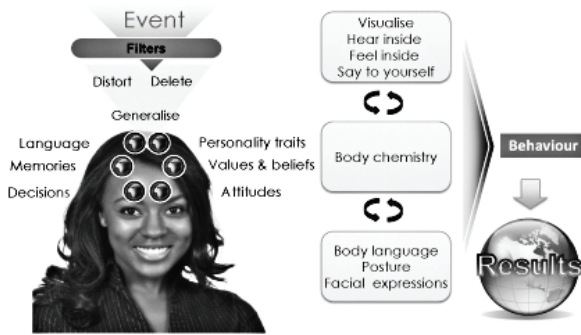 Event
Filters
Distort Delete
Generalise
Language Personality traits
Memories Values & beliefs
Decisions Attitudes
Visualise
Hear inside
Feel inside
Say to yourself
Body chemistry
Body language
Posture
Facial expressions
Behaviour
Results